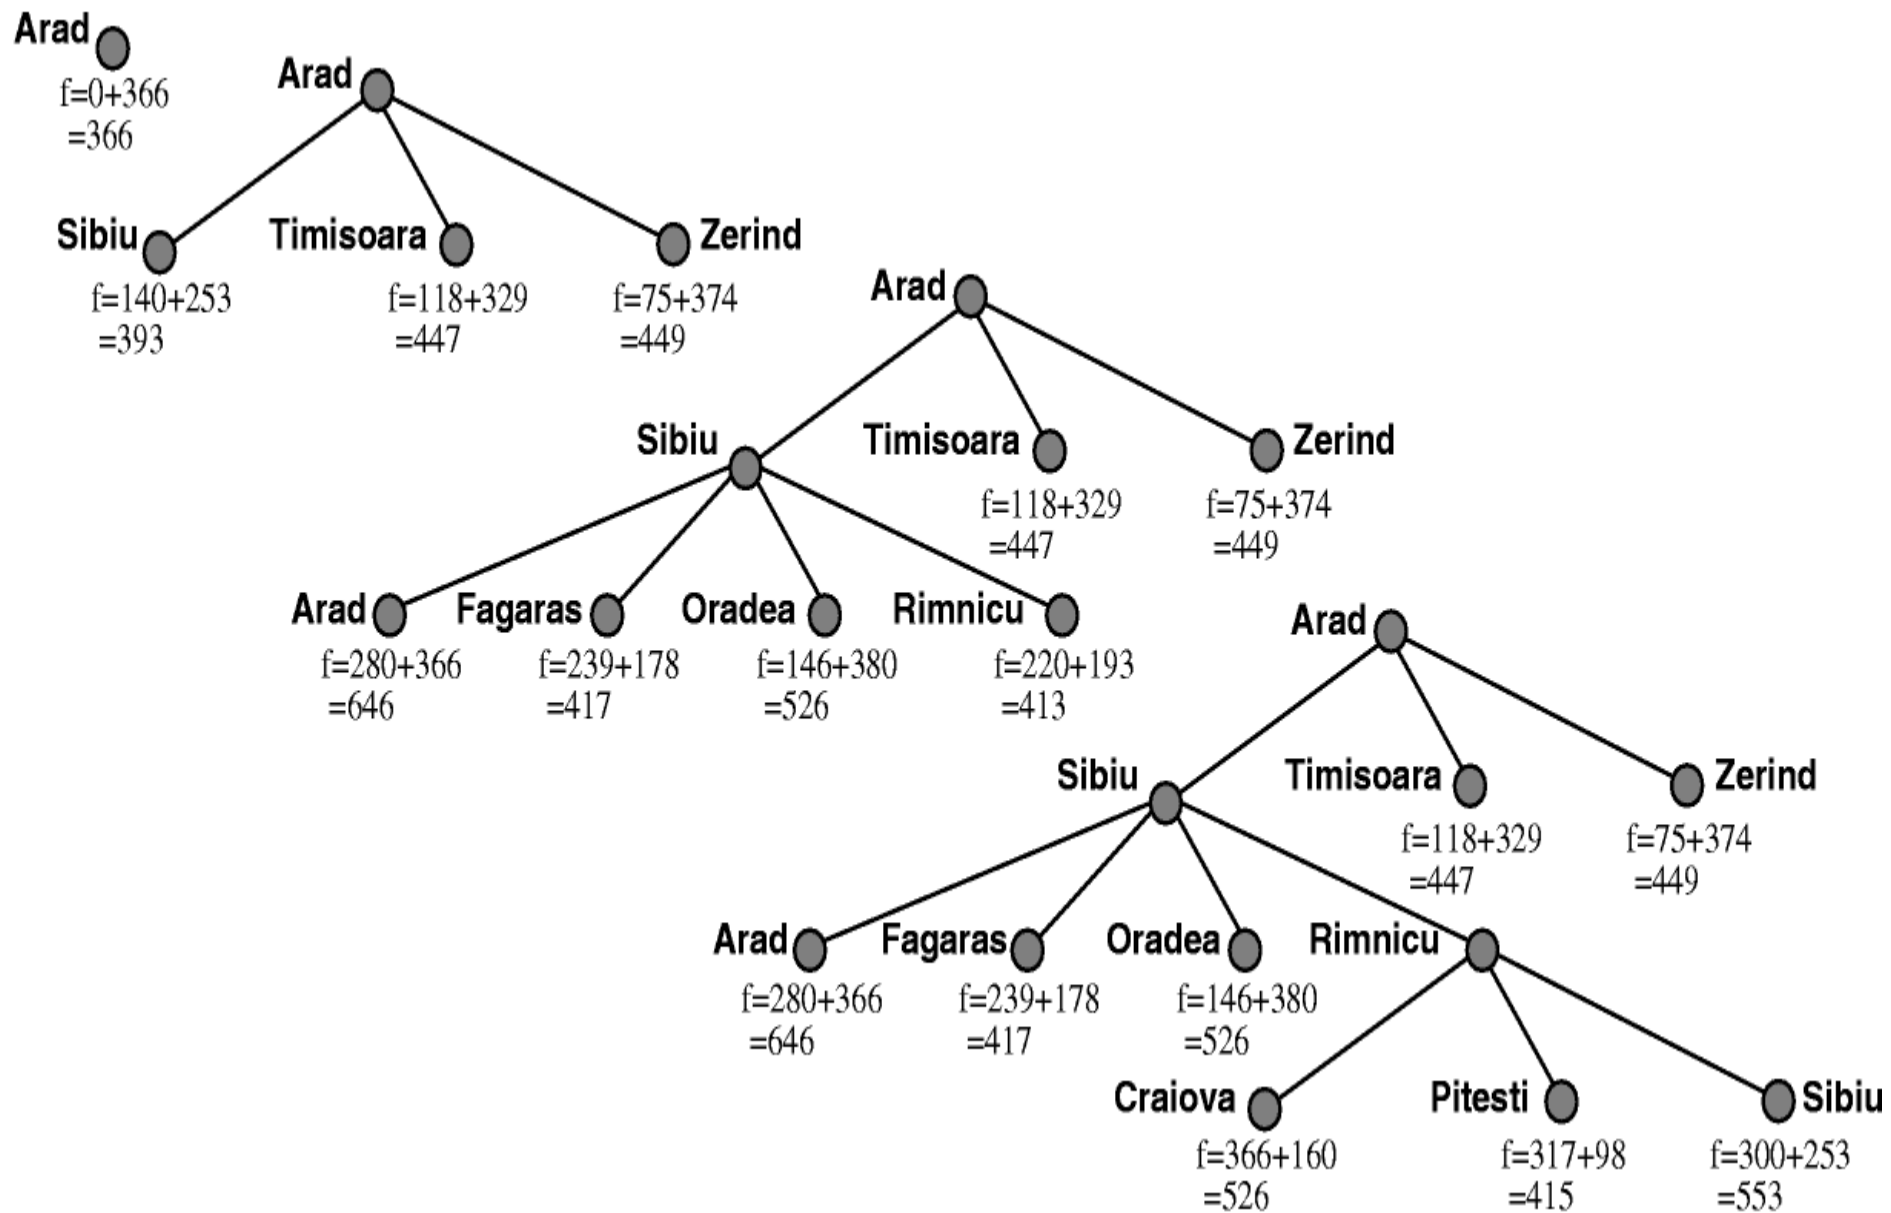 Arad
f=0+366
=366
Arad
Sibiu
Timisoara
Zerind
f=140+253
=393
f=118+329
=447
f=75+374
=449
Arad
Sibiu
Timisoara
Zerind
f=118+329
=447
f=75+374
=449
Arad
Fagaras
Oradea
Rimnicu
f=280+366
=646
f=239+178
=417
f=146+380
=526
f=220+193
=413
Arad
Sibiu
Timisoara
Zerind
f=118+329
=447
f=75+374
=449
Arad
Fagaras
Oradea
Rimnicu
f=280+366
=646
f=239+178
=417
f=146+380
=526
Craiova
Pitesti
Sibiu
f=366+160
=526
f=317+98
=415
f=300+253
=553